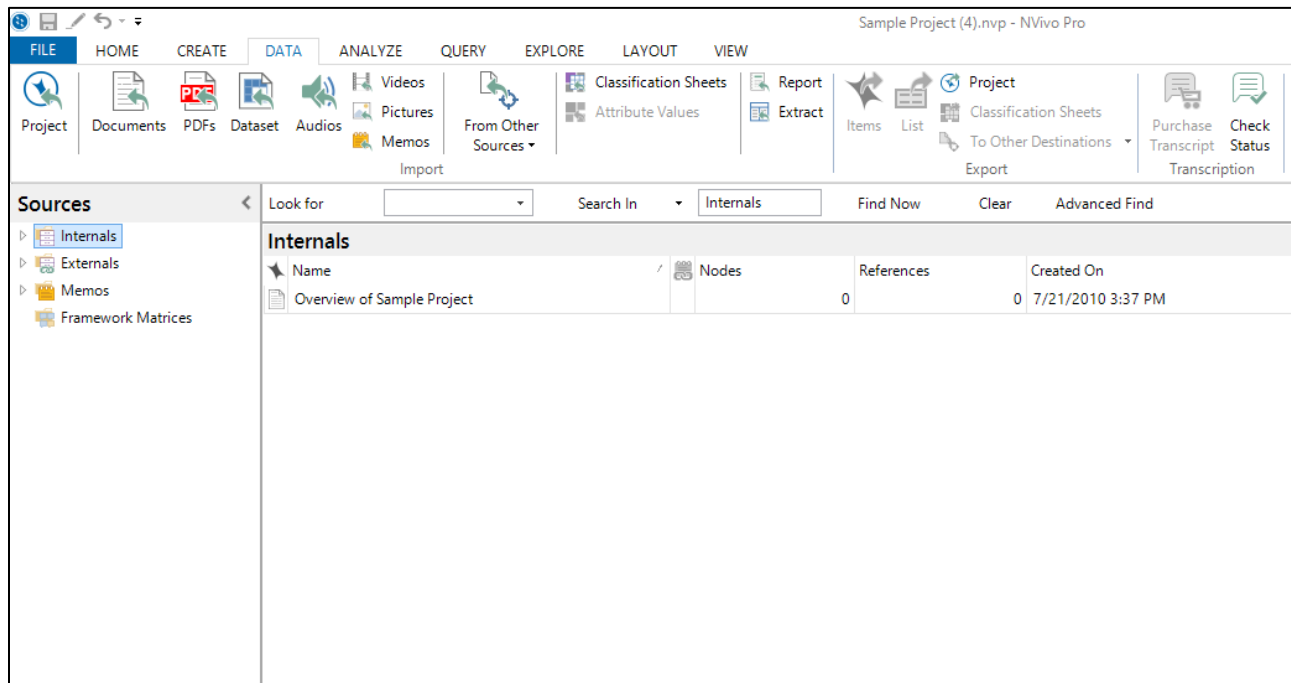 Sample Project (4).nvp - NVivo Pro
FILE HOME CREATE DATA ANALYZE QUERY EXPLORE LAYOUT VIEW
Project
Documents
PDF
PDFs
Dataset
Audios
Videos
Pictures
Memos
From Other
Sources
Classification Sheets
Attribute Values
Report
Extract
Import
Items
List
Project
Classification Sheets
To Other Destinations
Export
Purchase
Transcript
Check
Status
Transcription
Sources
Internals
Externals
Memos
Framework Matrices
Look for Search In Internals Find Now Clear Advanced Find
Internals
Name Nodes References Created On
Overview of Sample Project 0 0 7/21/2010 3:37 PM